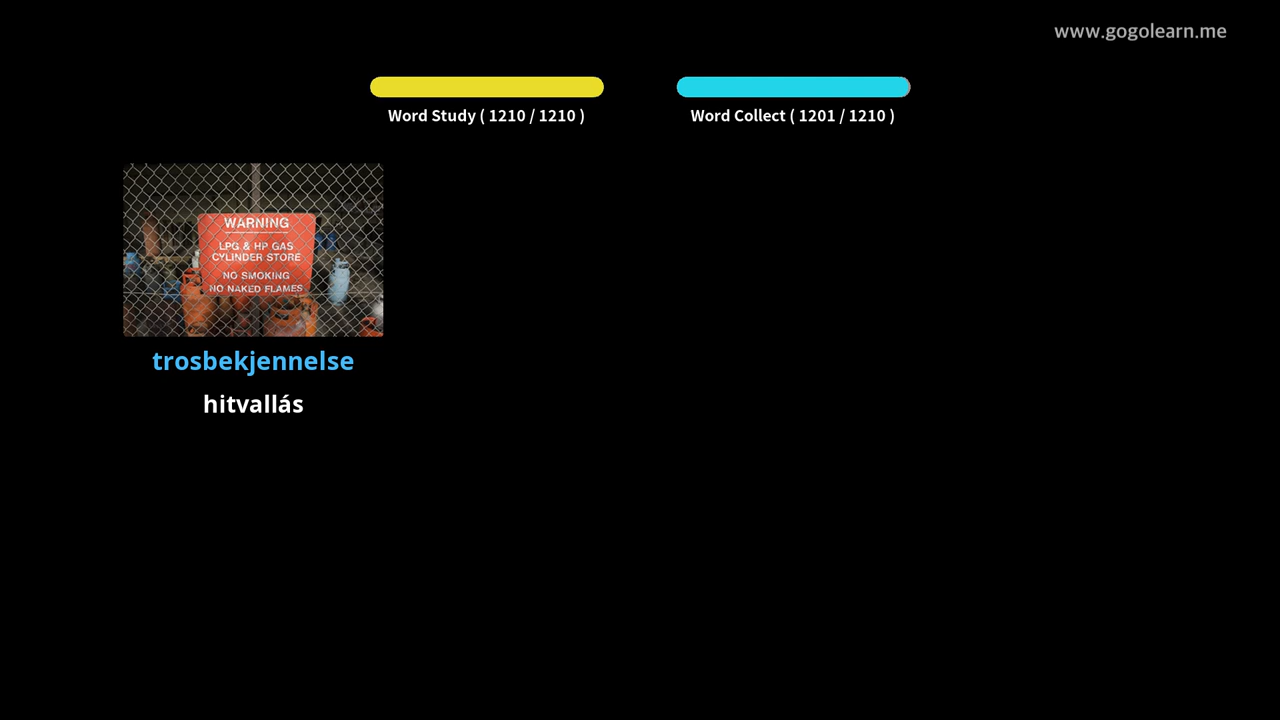 www.gogolearn.me
Word Study ( 1210 / 1210 )
Word Collect ( 1201 / 1210 )
WARNING
LPG & HP GAS
CYLINDER STORE
NO SMOKING
NO NAKED FLAMES
trosbekjennelse
hitvallás